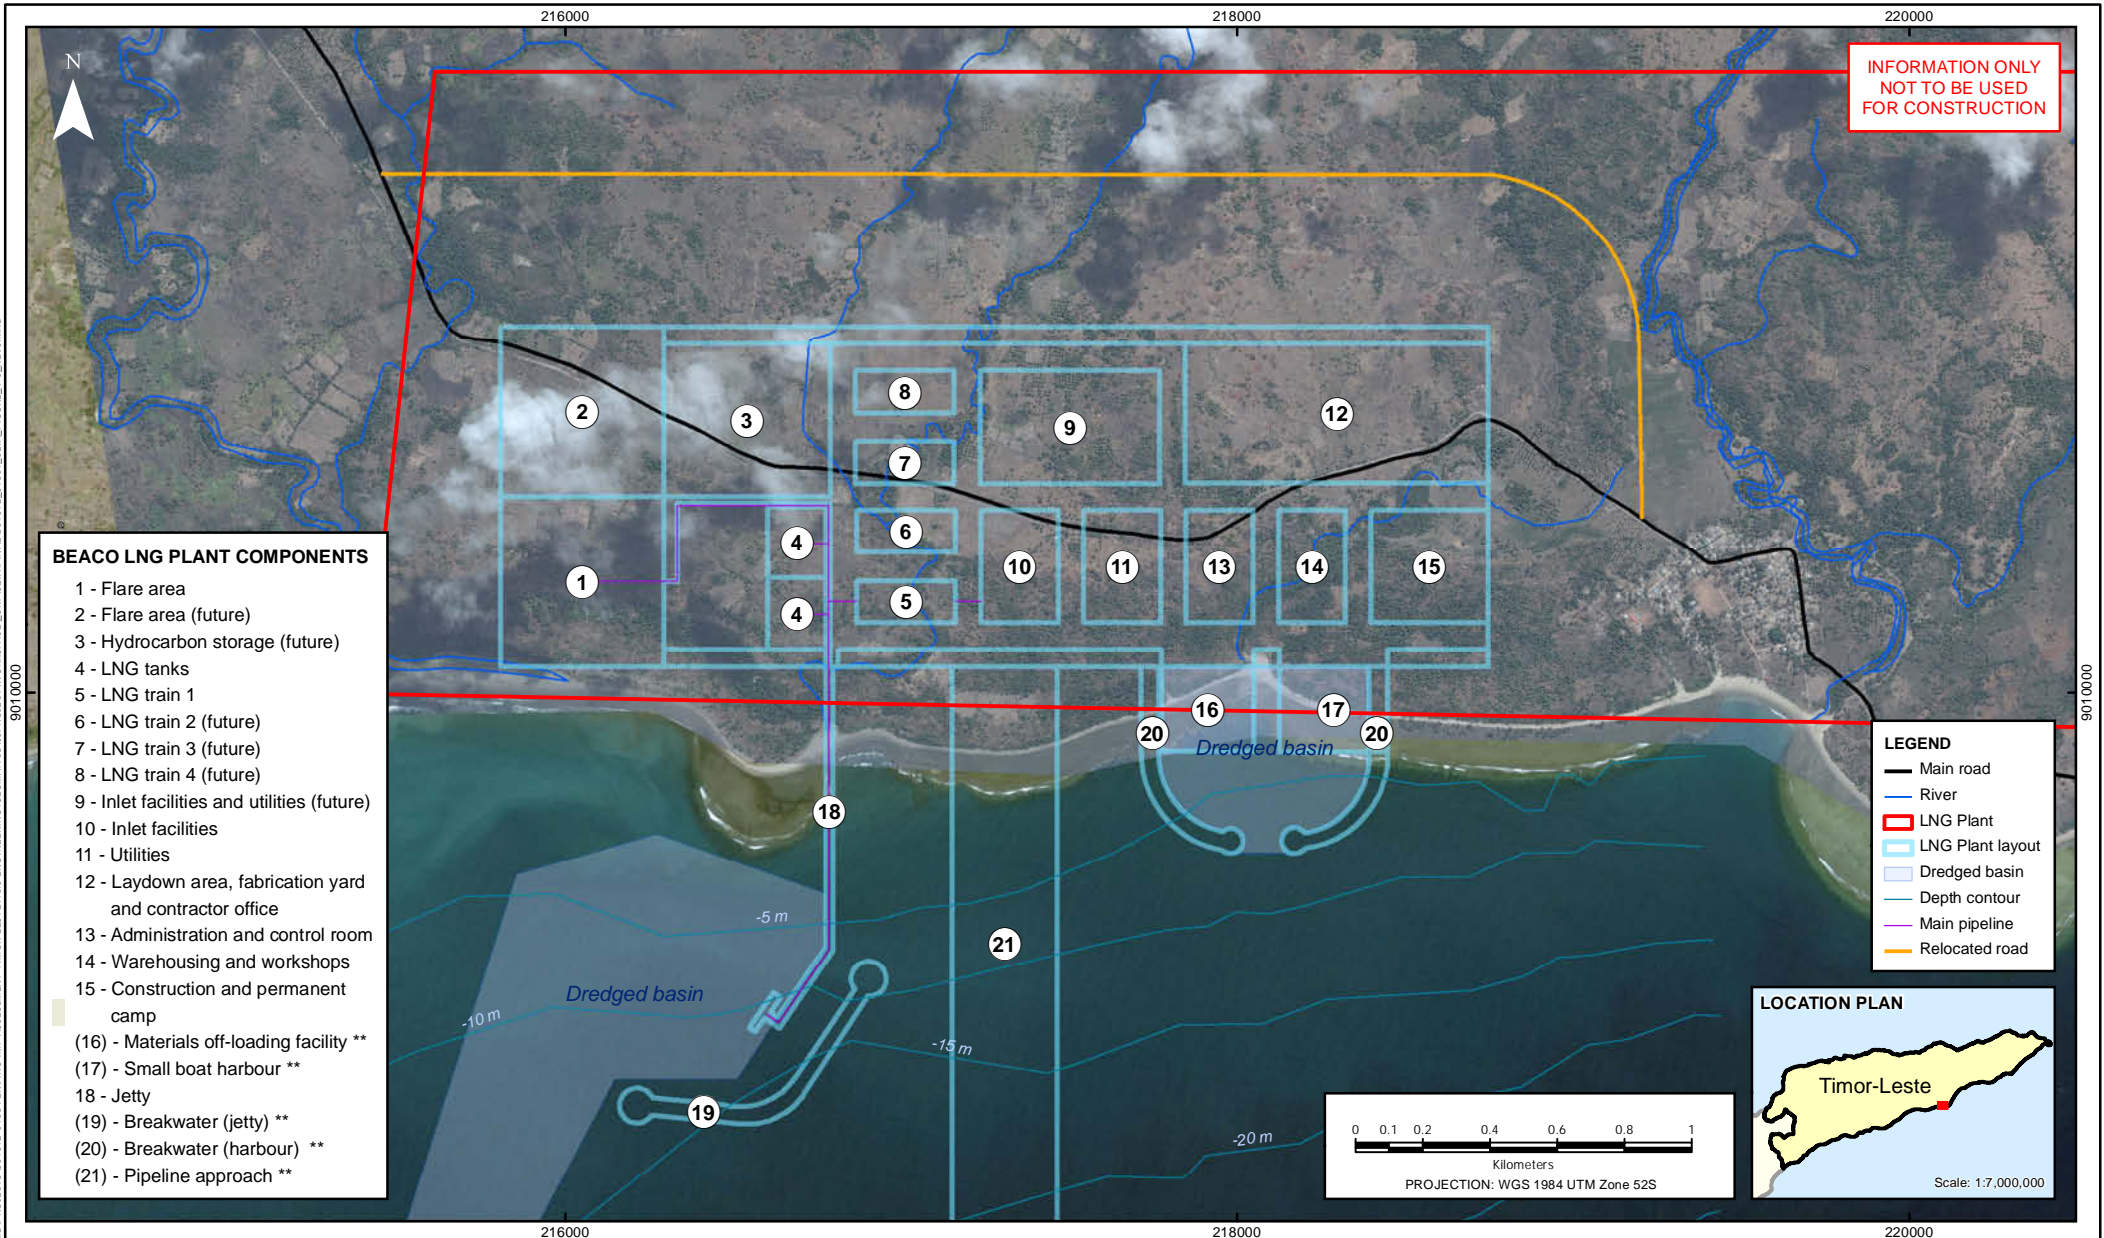 216000
218000
220000
N
INFORMATION ONLY
NOT TO BE USED
FOR CONSTRUCTION
2
3
8
9
12
7
6
4
10
11
13
14
15
1
5
4
16
17
20
20
Dredged basin
18
21
-5 m
Dredged basin
-10 m
-15 m
19
-20 m
9010000
9010000
BEACO LNG PLANT COMPONENTS
1 - Flare area
2 - Flare area (future)
3 - Hydrocarbon storage (future)
4 - LNG tanks
5 - LNG train 1
6 - LNG train 2 (future)
7 - LNG train 3 (future)
8 - LNG train 4 (future)
9 - Inlet facilities and utilities (future)
10 - Inlet facilities
11 - Utilities
12 - Laydown area, fabrication yard
and contractor office
13 - Administration and control room
14 - Warehousing and workshops
15 - Construction and permanent
camp
(16) - Materials off-loading facility **
(17) - Small boat harbour **
18 - Jetty
(19) - Breakwater (jetty) **
(20) - Breakwater (harbour) **
(21) - Pipeline approach **
LEGEND
Main road
River
LNG Plant
LNG Plant layout
Dredged basin
Depth contour
Main pipeline
Relocated road
LOCATION PLAN
Timor-Leste
Scale: 1:7,000,000
0 0.1 0.2 0.4 0.6 0.8 1
Kilometers
PROJECTION: WGS 1984 UTM Zone 52S
216000
218000
220000